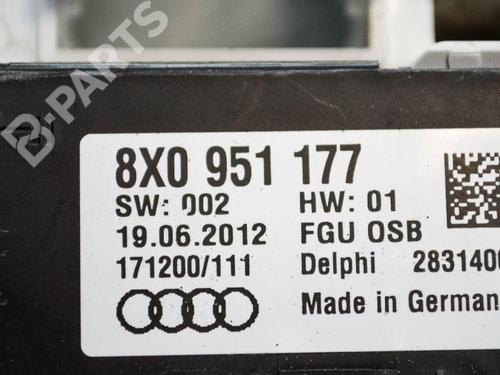 8X0 951 177
SW: 002 HW: 01
19.06.2012 FGU OSB
171200/111 Delphi 2831400
Made in German
B-PARTS